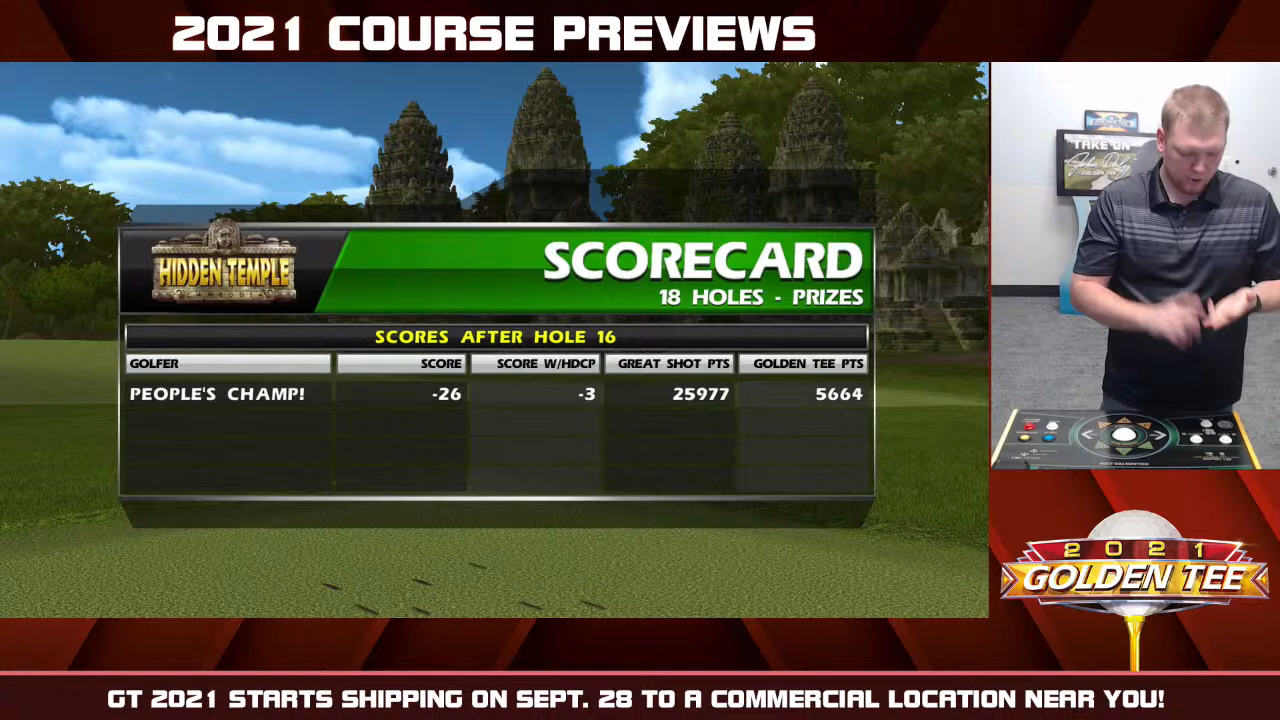 2021 COURSE PREVIEWS
TAKE ON
GOLDEN TEE
HIDDEN TEMPLE
SCORECARD
18 HOLES - PRIZES
SCORES AFTER HOLE 16
GOLFER SCORE SCORE W/HDCP GREAT SHOT PTS GOLDEN TEE PTS
PEOPLE'S CHAMP! -26 -3 25977 5664
2021
GOLDEN TEE
GT 2021 STARTS SHIPPING ON SEPT. 28 TO A COMMERCIAL LOCATION NEAR YOU!